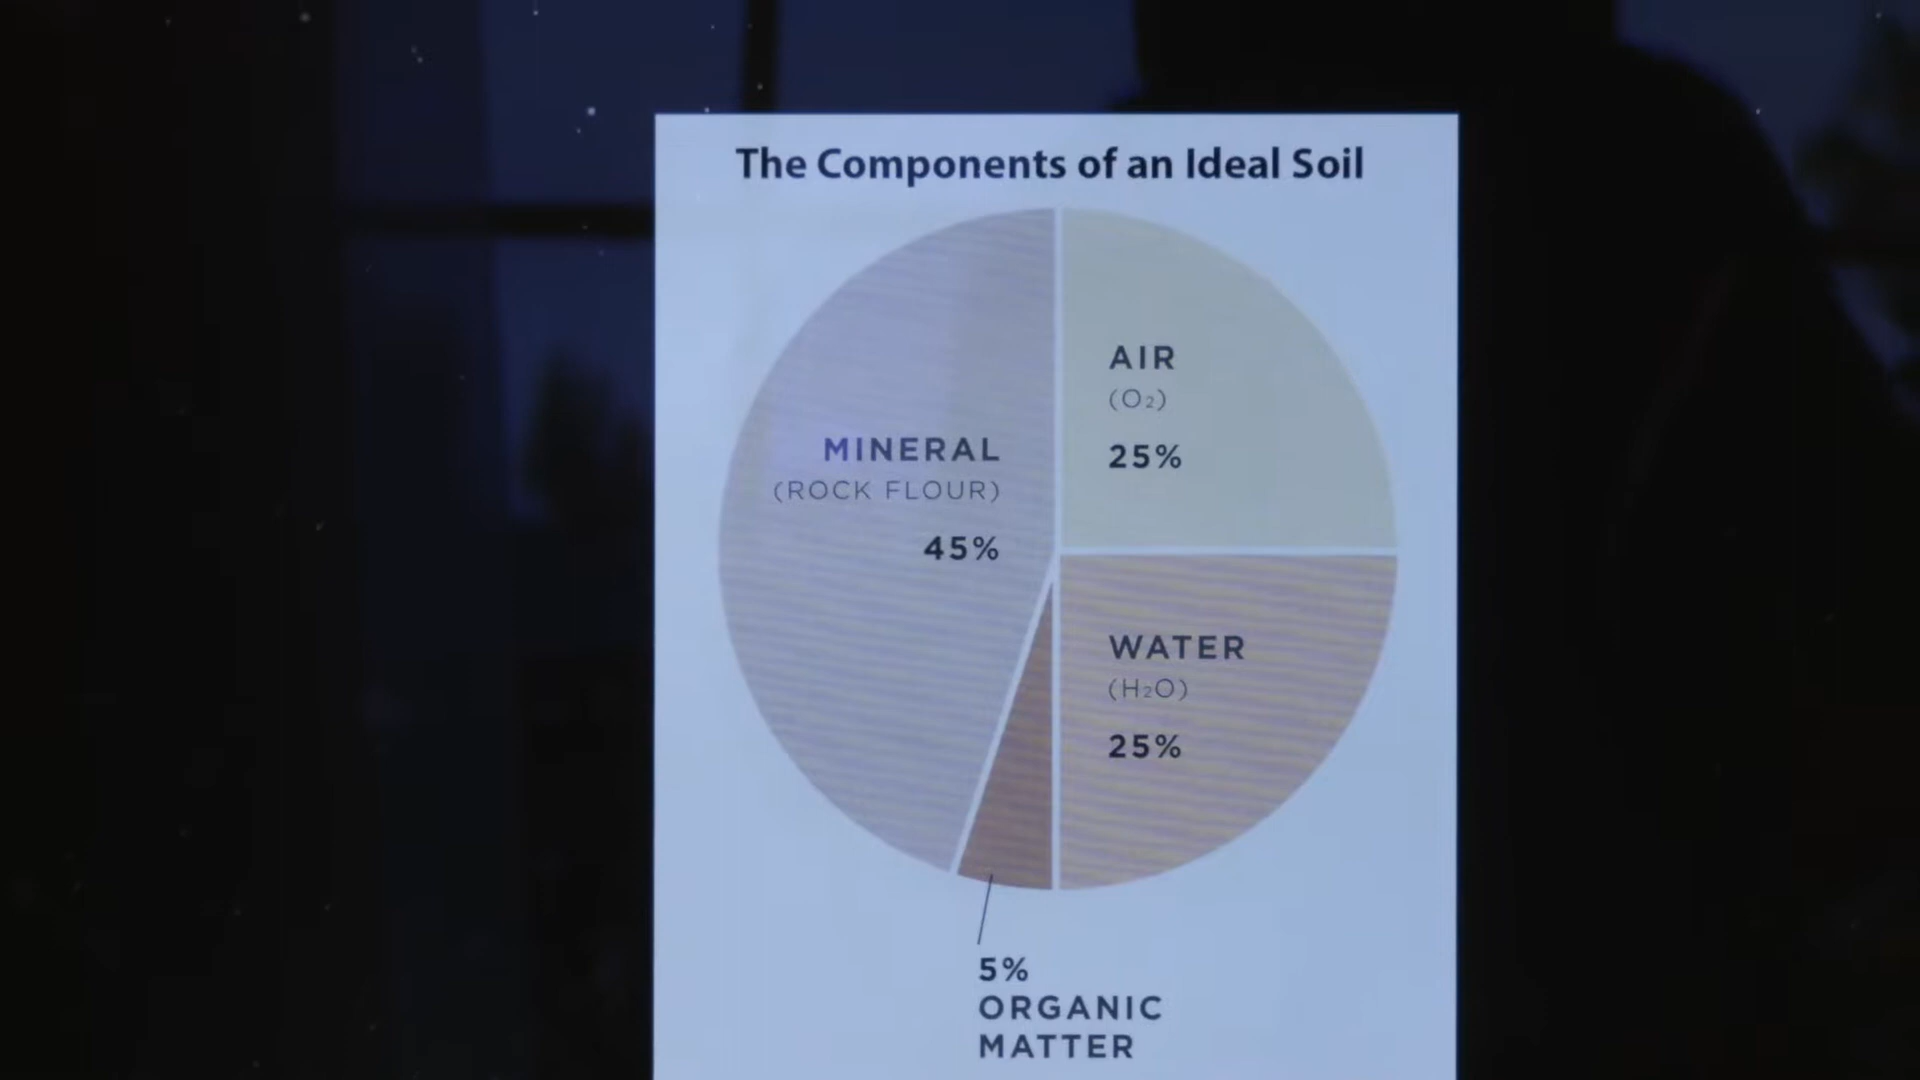 The Components of an Ideal Soil
AIR
(O₂)
25%
MINERAL
(ROCK FLOUR)
45%
WATER
(H₂O)
25%
5%
ORGANIC
MATTER